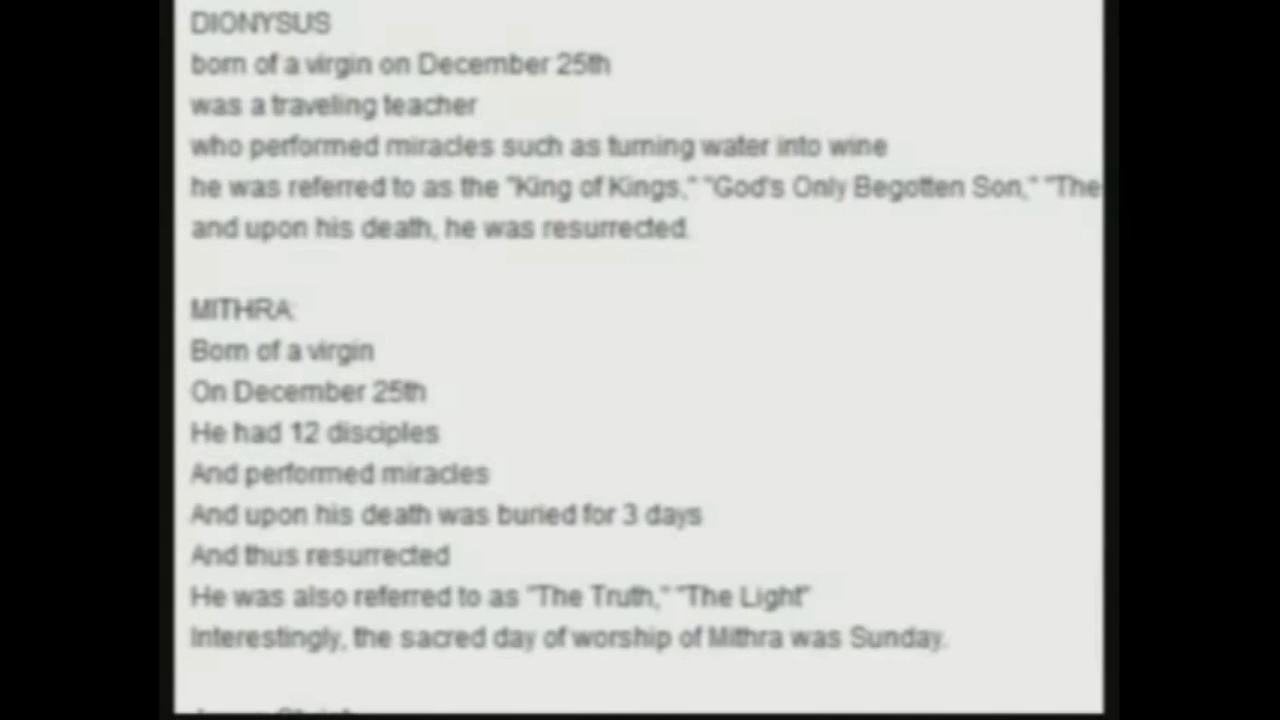 DIONYSUS
born of a virgin on December 25th
was a traveling teacher
who performed miracles such as turning water into wine
he was referred to as the "King of Kings," "God's Only Begotten Son," "The
and upon his death, he was resurrected.
MITHRA:
Born of a virgin
On December 25th
He had 12 disciples
And performed miracles
And upon his death was buried for 3 days
And thus resurrected
He was also referred to as "The Truth," "The Light"
Interestingly, the sacred day of worship of Mithra was Sunday.